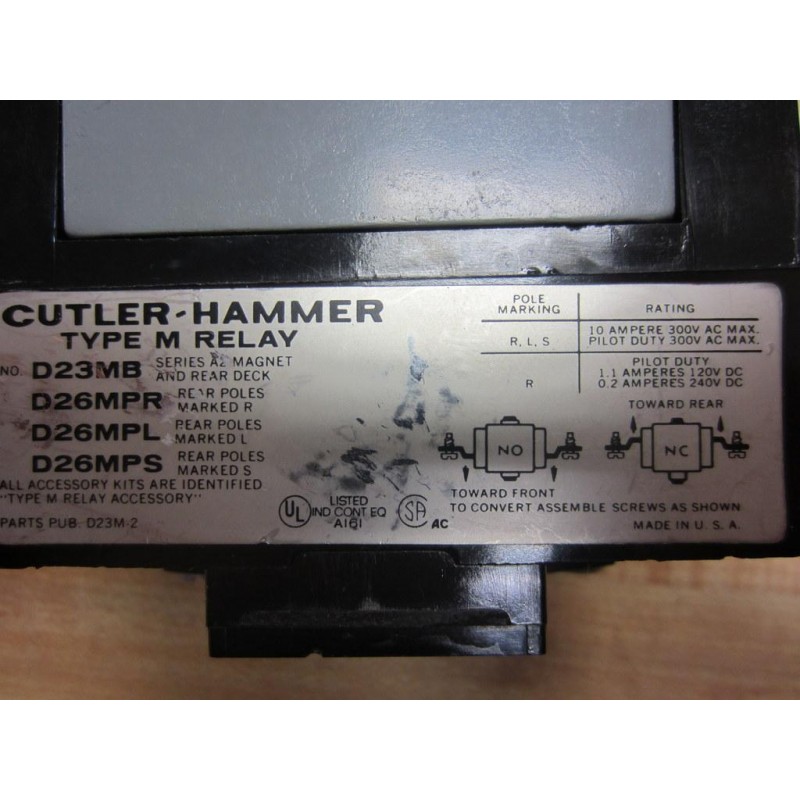 CUTLER-HAMMER
TYPE M RELAY
NO. D23MB SERIES A2 MAGNET AND REAR DECK
D26MPR REAR POLES MARKED R
D26MPL REAR POLES MARKED L
D26MPS REAR POLES MARKED S
ALL ACCESSORY KITS ARE IDENTIFIED
"TYPE M RELAY ACCESSORY"
PARTS PUB. D23M-2
UL LISTED
IND CONT EQ
A161
SA AC
POLE MARKING RATING
R, L, S 10 AMPERE 300V AC MAX.
PILOT DUTY 300V AC MAX.
R PILOT DUTY
1.1 AMPERES 120V DC
0.2 AMPERES 240V DC
TOWARD REAR
NO NC
TOWARD FRONT
TO CONVERT ASSEMBLE SCREWS AS SHOWN
MADE IN U.S.A.